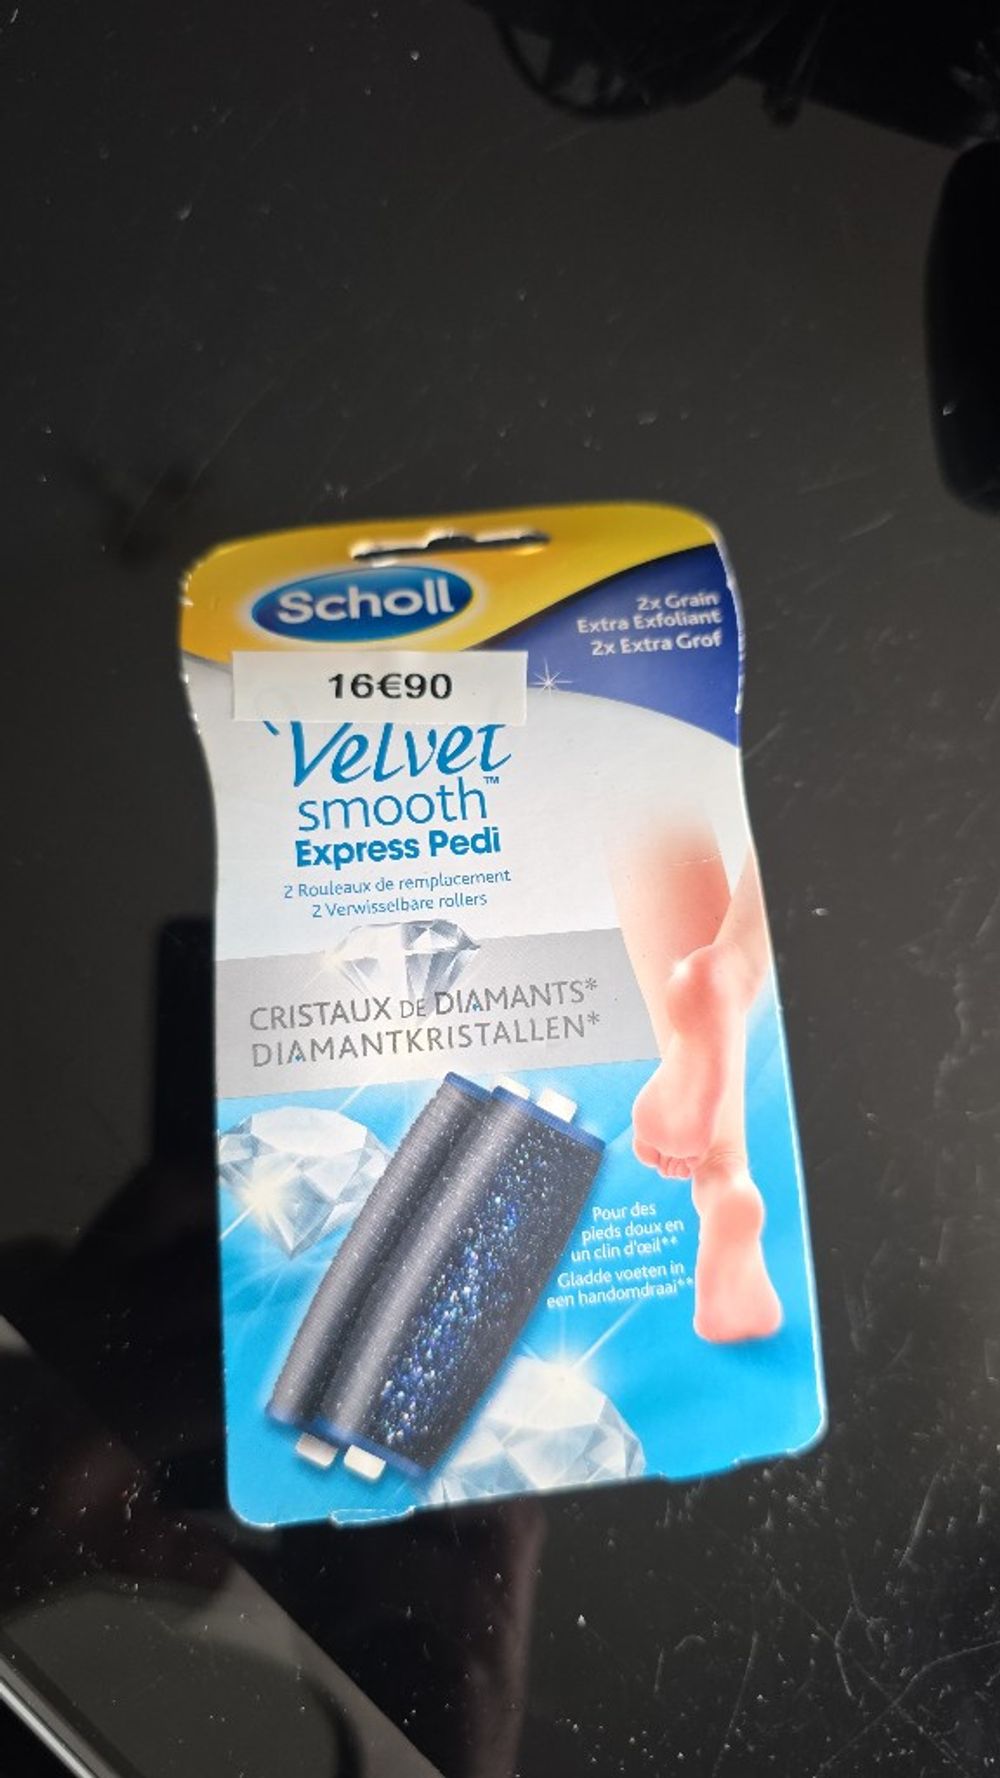 Scholl
2x Grain
Extra Exfoliant
2x Extra Grof
16€90
Velvet
smooth™
Express Pedi
2 Rouleaux de remplacement
2 Verwisselbare rollers
CRISTAUX DE DIAMANTS*
DIAMANTKRISTALLEN*
Pour des
pieds doux en
un clin d'œil**
Gladde voeten in
een handomdraai**